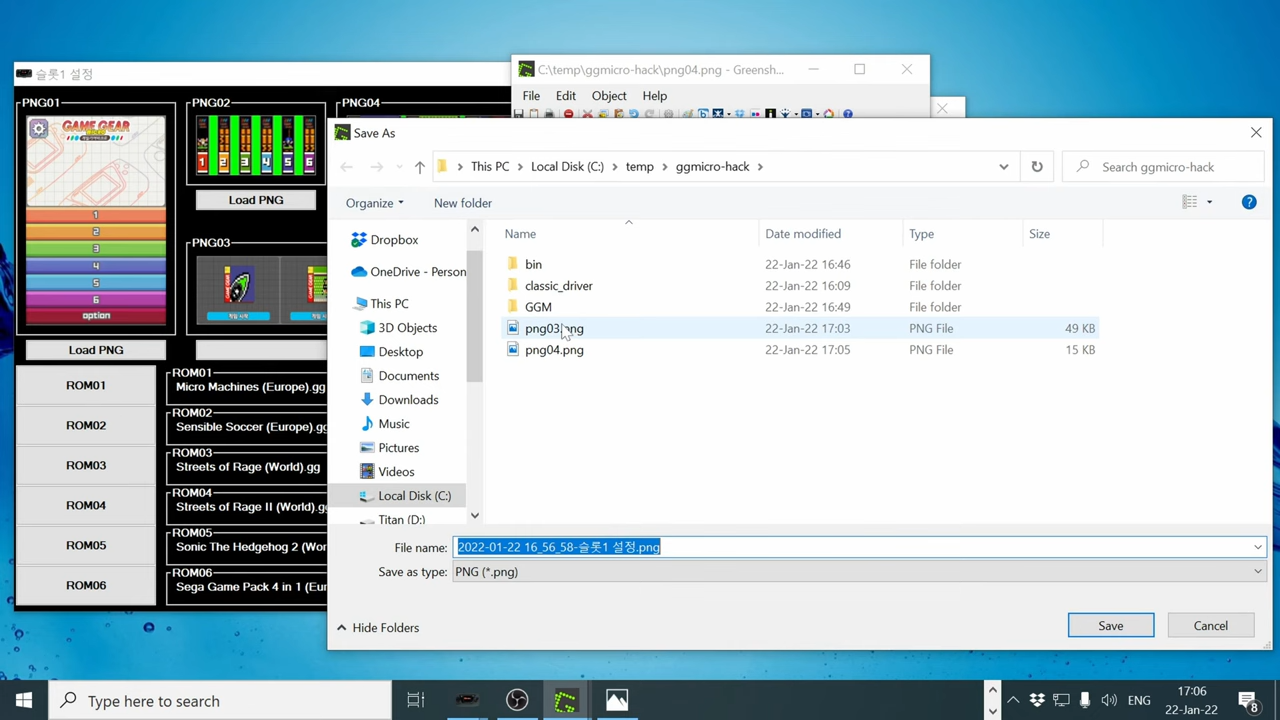 슬롯1 설정
C:\temp\ggmicro-hack\png04.png - Greensh...
File Edit Object Help
PNG01
GAME GEAR
1
2
3
4
5
6
option
Load PNG
PNG02
1 2 3 4 5 6
Load PNG
PNG04
PNG03
ROM01
ROM01
Micro Machines (Europe).gg
ROM02
ROM02
Sensible Soccer (Europe).gg
ROM03
ROM03
Streets of Rage (World).gg
ROM04
ROM04
Streets of Rage II (World).gg
ROM05
ROM05
Sonic The Hedgehog 2 (Wor
ROM06
ROM06
Sega Game Pack 4 in 1 (Eur
Save As
This PC > Local Disk (C:) > temp > ggmicro-hack >
Search ggmicro-hack
Organize New folder
Name Date modified Type Size
Dropbox
OneDrive - Person
This PC
3D Objects
Desktop
Documents
Downloads
Music
Pictures
Videos
Local Disk (C:)
Titan (D:)
bin 22-Jan-22 16:46 File folder
classic_driver 22-Jan-22 16:09 File folder
GGM 22-Jan-22 16:49 File folder
png03.png 22-Jan-22 17:03 PNG File 49 KB
png04.png 22-Jan-22 17:05 PNG File 15 KB
File name: 2022-01-22 16_56_58-슬롯1 설정.png
Save as type: PNG (*.png)
Hide Folders
Save
Cancel
Type here to search
ENG
17:06
22-Jan-22
8